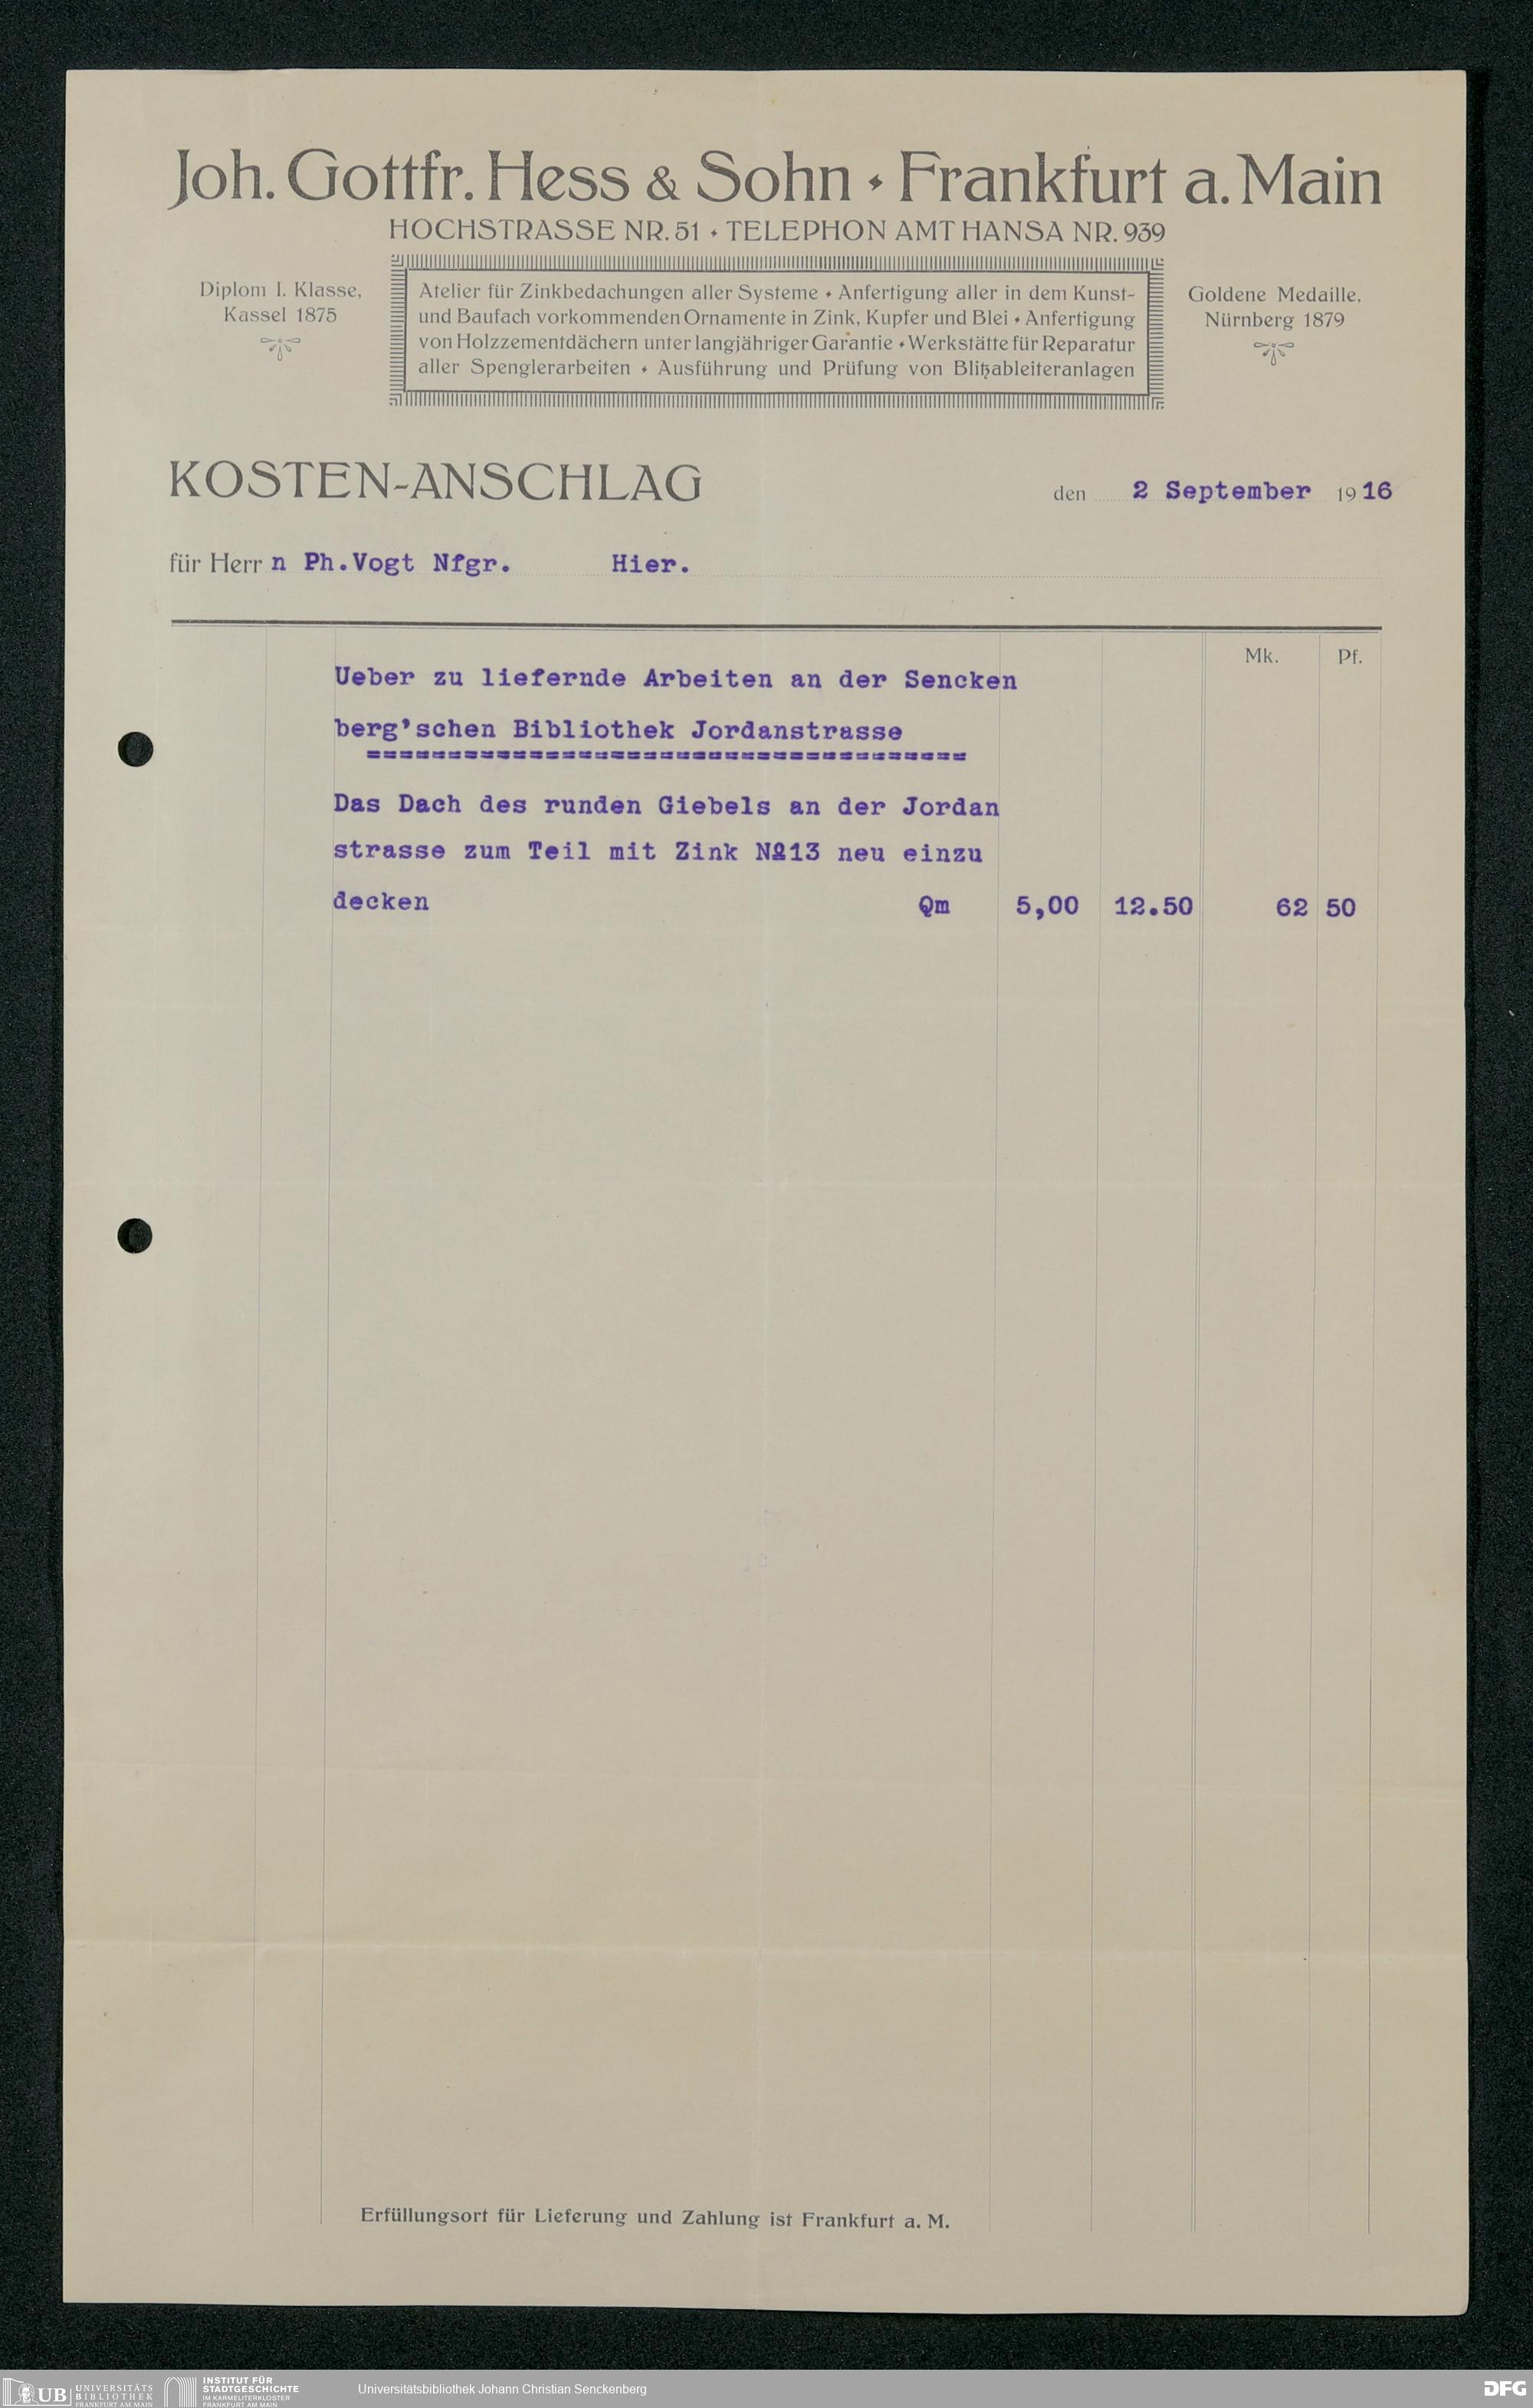 Joh. Gottfr. Hess & Sohn • Frankfurt a. Main
HOCHSTRASSE NR. 51 • TELEPHON AMT HANSA NR. 939
Diplom I. Klasse,
Kassel 1875
Atelier für Zinkbedachungen aller Systeme • Anfertigung aller in dem Kunst-
und Baufach vorkommenden Ornamente in Zink, Kupfer und Blei • Anfertigung
von Holzzementdächern unter langjähriger Garantie • Werkstätte für Reparatur
aller Spenglerarbeiten • Ausführung und Prüfung von Blitzableiteranlagen
Goldene Medaille,
Nürnberg 1879
KOSTEN-ANSCHLAG
den 2 September 1916
für Herrn Ph.Vogt Nfgr. Hier.
Mk. Pf.
Ueber zu liefernde Arbeiten an der Sencken
berg'schen Bibliothek Jordanstrasse
=====================================
Das Dach des runden Giebels an der Jordan
strasse zum Teil mit Zink №13 neu einzu
decken Qm 5,00 12.50 62 50
Erfüllungsort für Lieferung und Zahlung ist Frankfurt a. M.
UB UNIVERSITÄTS
BIBLIOTHEK
FRANKFURT AM MAIN
INSTITUT FÜR
STADTGESCHICHTE
IM KARMELITERKLOSTER
FRANKFURT AM MAIN
Universitätsbibliothek Johann Christian Senckenberg
DFG